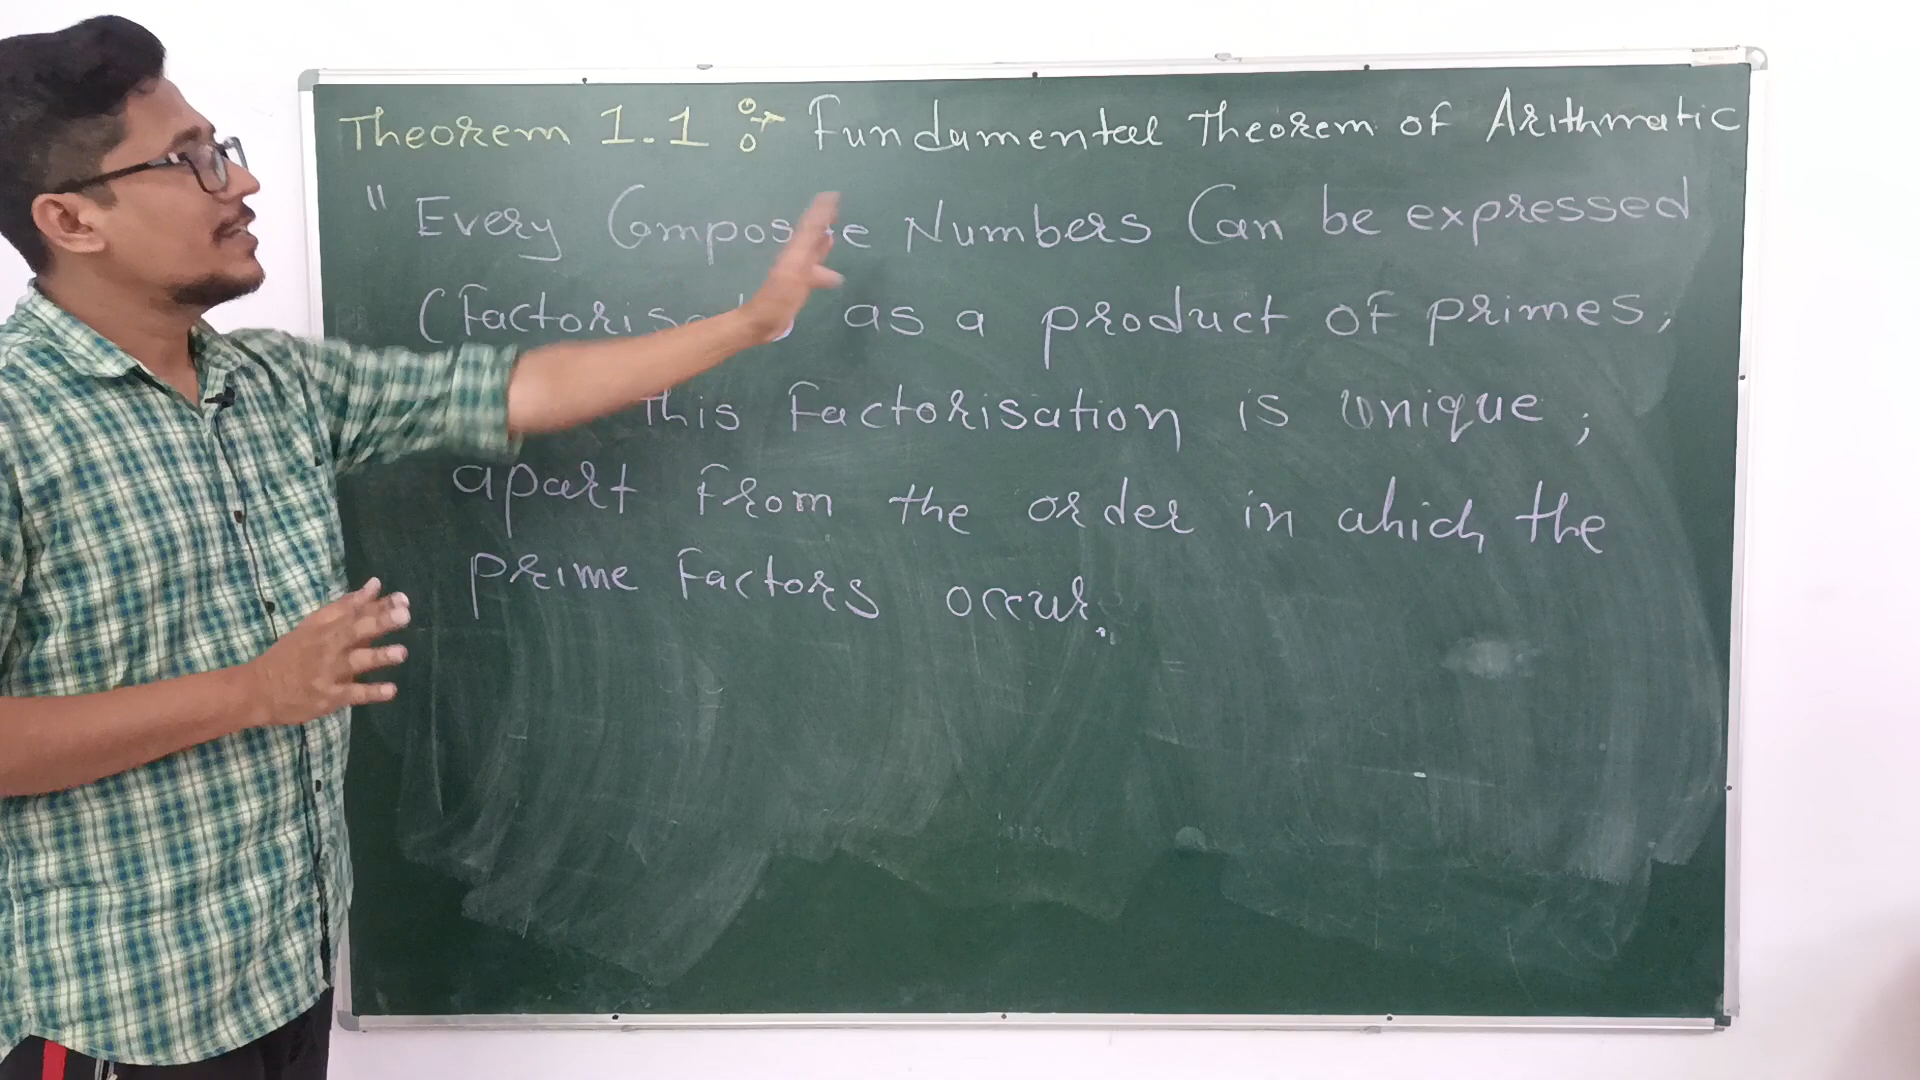 Theorem 1.1 :→ Fundamental Theorem of Arithmatic
" Every Composite Numbers Can be expressed
(Factorised) as a product of primes,
this Factorisation is unique,
apart from the order in which the
prime Factors occur.